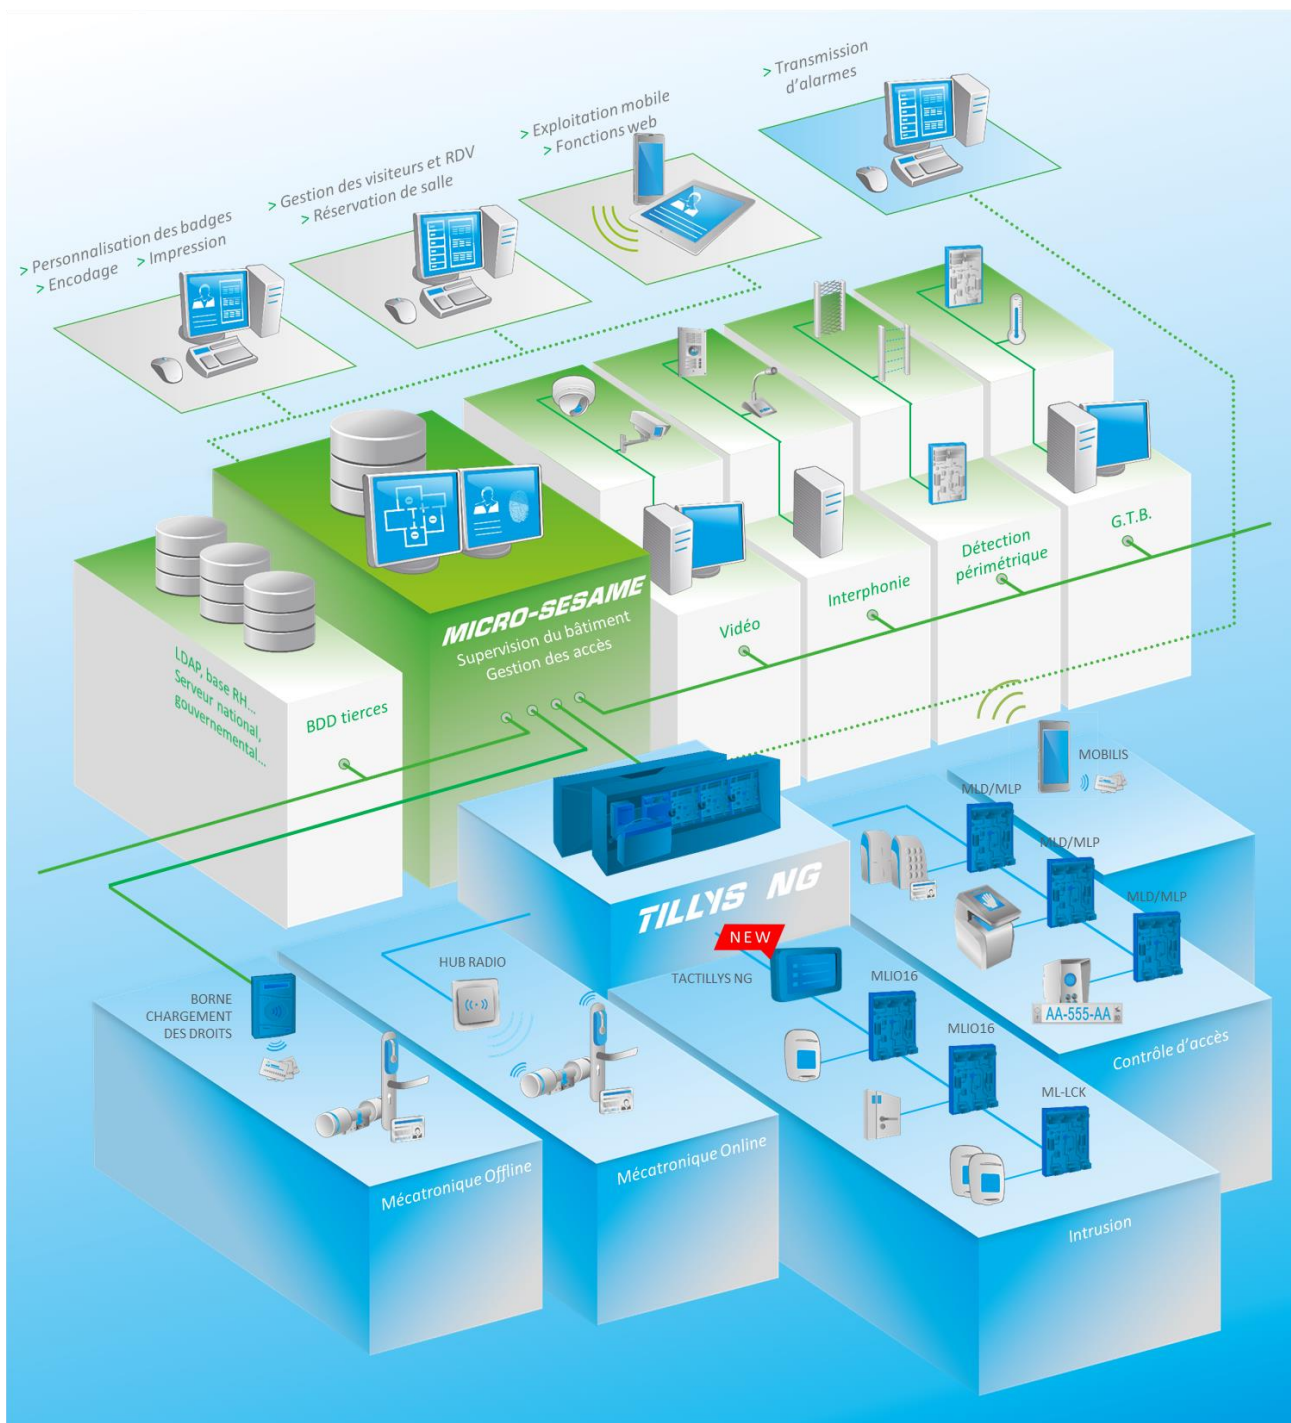 > Transmission
d'alarmes
> Exploitation mobile
> Fonctions web
> Gestion des visiteurs et RDV
> Réservation de salle
> Personnalisation des badges
> Encodage > Impression
G.T.B.
Détection
périmétrique
Interphonie
Vidéo
MICRO-SESAME
Supervision du bâtiment
Gestion des accès
LDAP, base RH...
Serveur national,
gouvernemental...
BDD tierces
MOBILIS
MLD/MLP
MLD/MLP
MLD/MLP
TILLYS NG
NEW
TACTILLYS NG
HUB RADIO
BORNE
CHARGEMENT
DES DROITS
MLIO16
MLIO16
ML-LCK
AA-555-AA
Contrôle d'accès
Mécatronique Offline
Mécatronique Online
Intrusion